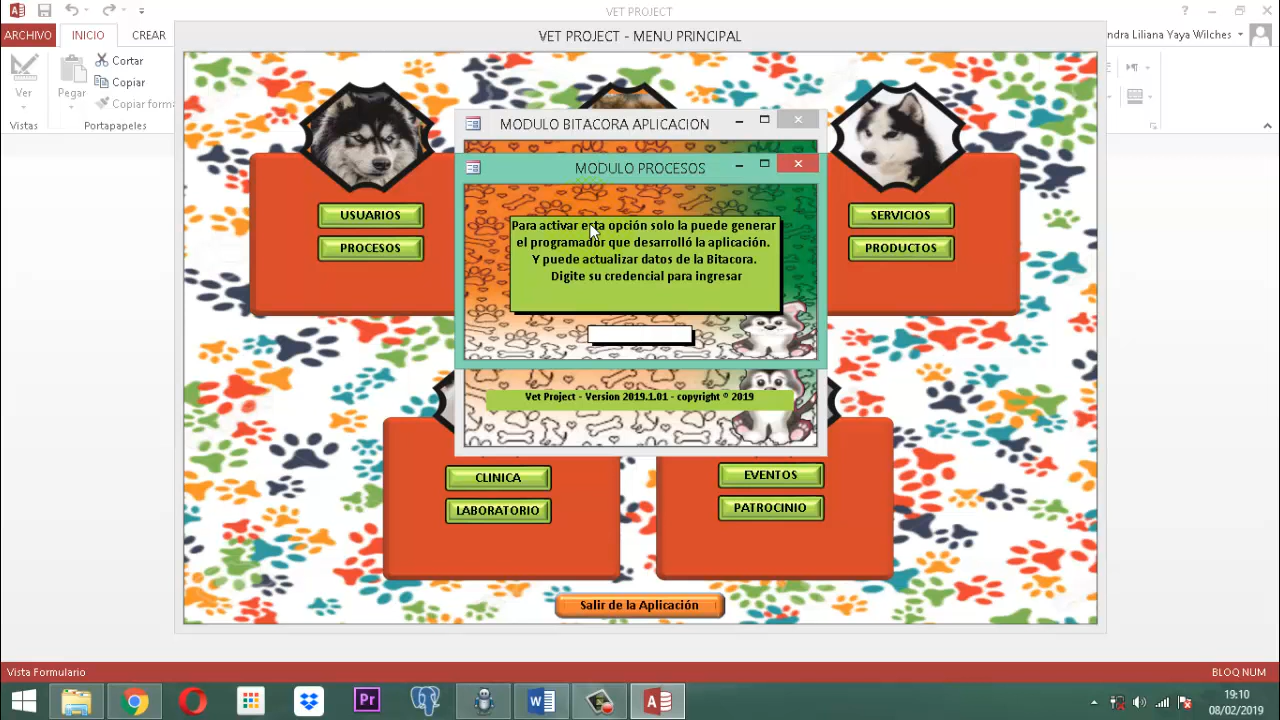 VET PROJECT
ARCHIVO
INICIO
CREAR
ndra Liliana Yaya Wilches
Ver
Pegar
Cortar
Copiar
Copiar forma
Vistas
Portapapeles
VET PROJECT - MENU PRINCIPAL
USUARIOS
PROCESOS
SERVICIOS
PRODUCTOS
MODULO BITACORA APLICACION
MODULO PROCESOS
Para activar esta opción solo la puede generar
el programador que desarrolló la aplicación.
Y puede actualizar datos de la Bitacora.
Digite su credencial para ingresar
Vet Project - Version 2019.1.01 - copyright © 2019
CLINICA
LABORATORIO
EVENTOS
PATROCINIO
Salir de la Aplicación
Vista Formulario
BLOQ NUM
Pr
19:10
08/02/2019